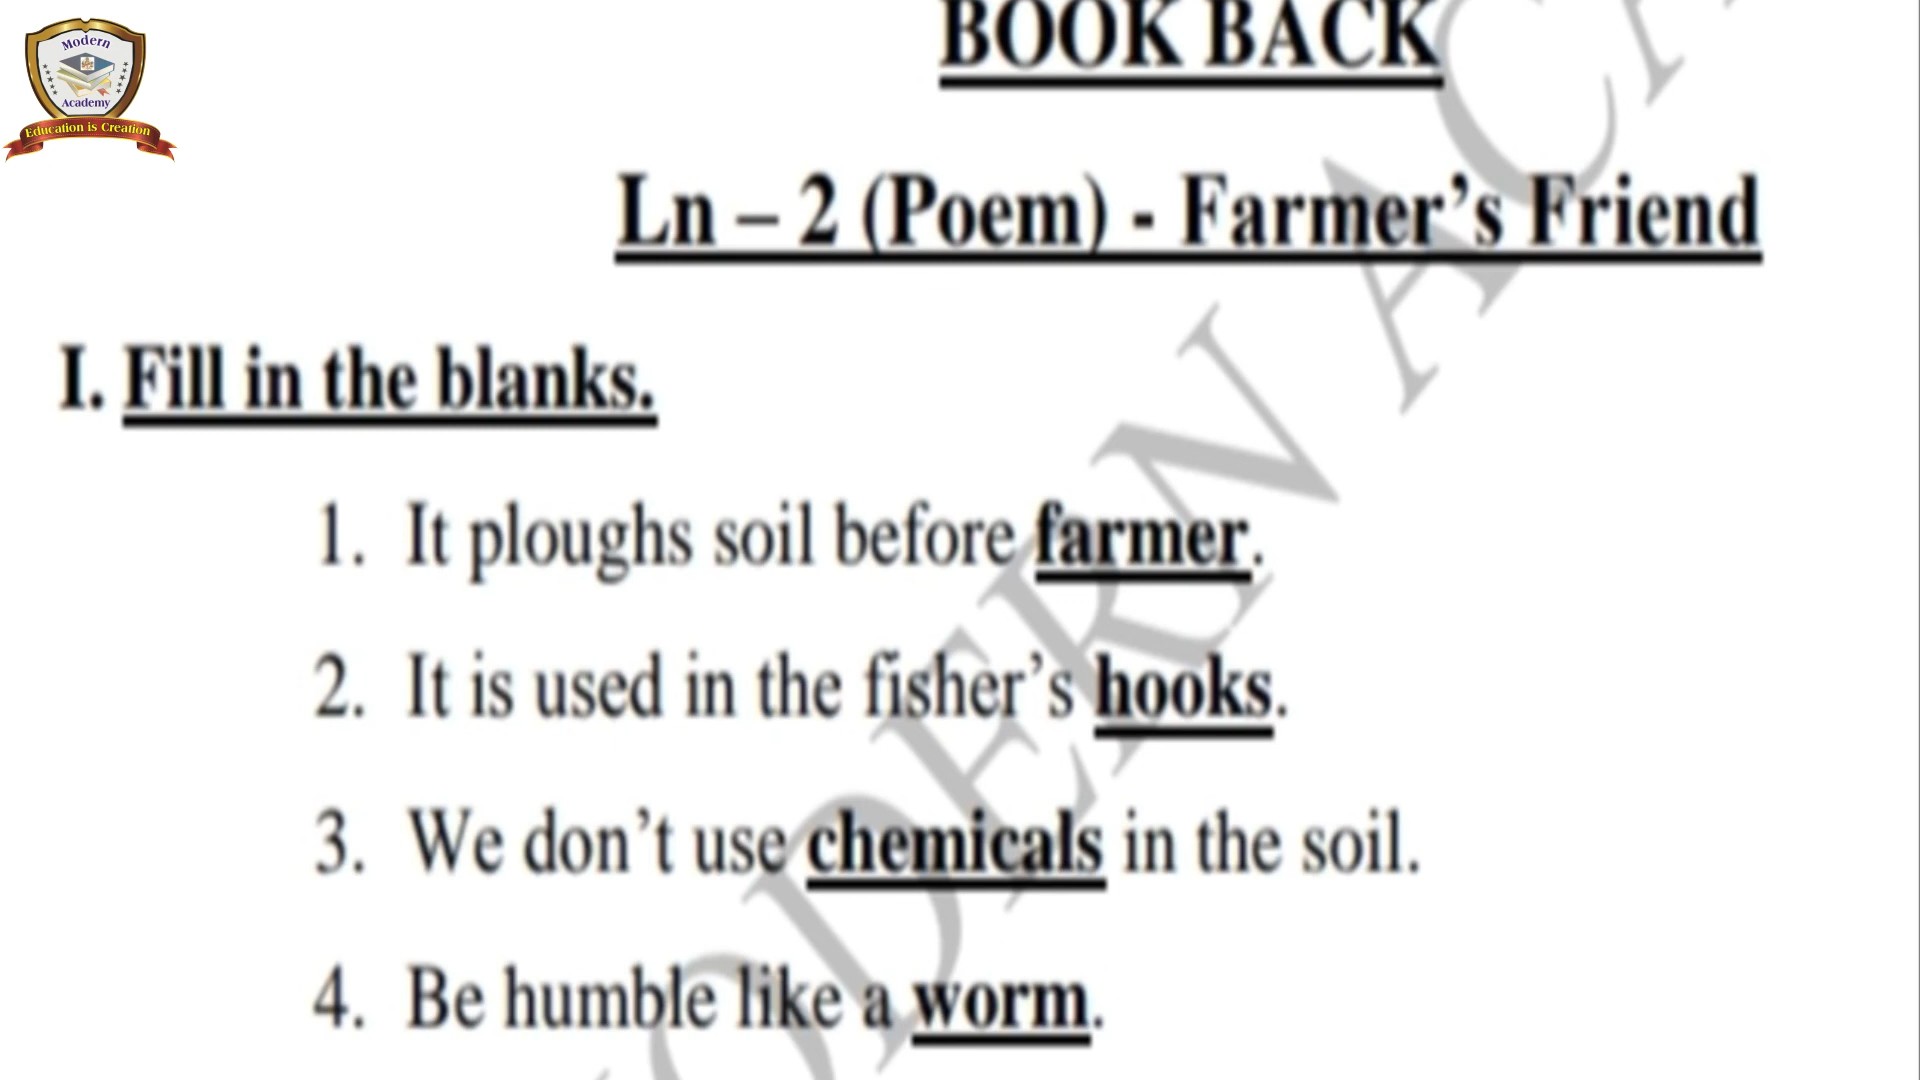 Modern
Academy
Education is Creation
BOOK BACK
Ln – 2 (Poem) - Farmer’s Friend
I. Fill in the blanks.
1. It ploughs soil before farmer.
2. It is used in the fisher’s hooks.
3. We don’t use chemicals in the soil.
4. Be humble like a worm.
MODERN ACA